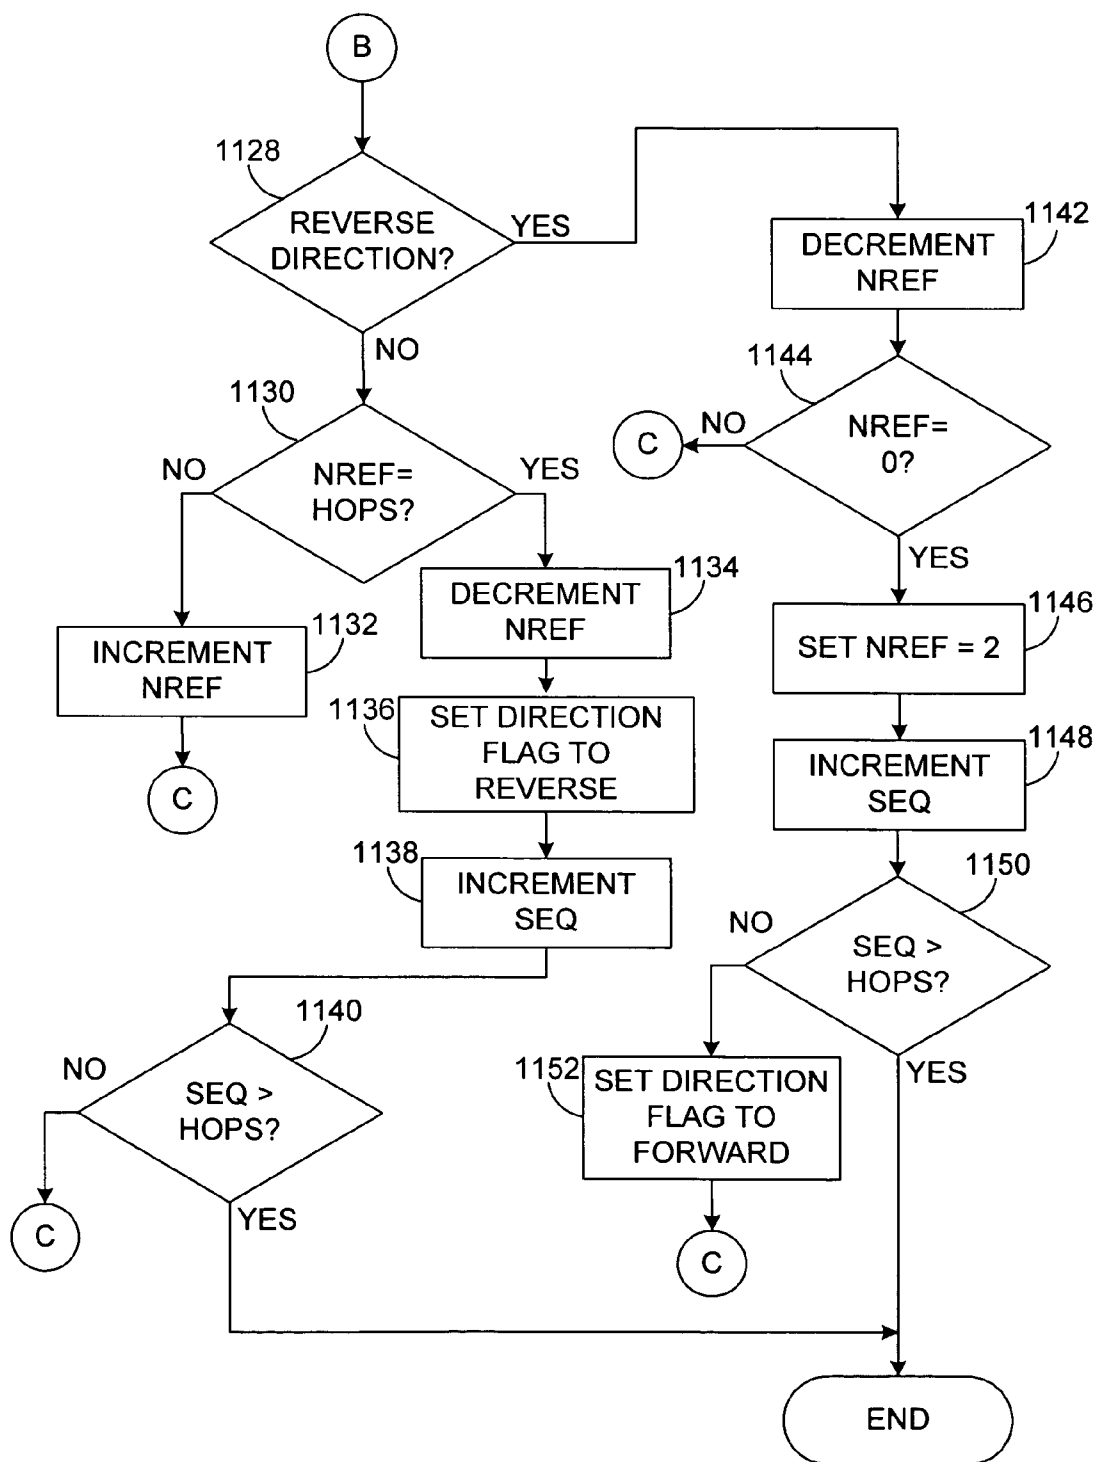 B
1128
REVERSE
DIRECTION?
YES
NO
1142
DECREMENT
NREF
1144
NREF=
0?
NO
C
YES
1130
NREF=
HOPS?
NO
YES
1132
INCREMENT
NREF
C
1134
DECREMENT
NREF
1136
SET DIRECTION
FLAG TO
REVERSE
1138
INCREMENT
SEQ
1140
SEQ >
HOPS?
NO
C
YES
1146
SET NREF = 2
1148
INCREMENT
SEQ
1150
SEQ >
HOPS?
NO
YES
1152
SET DIRECTION
FLAG TO
FORWARD
C
END